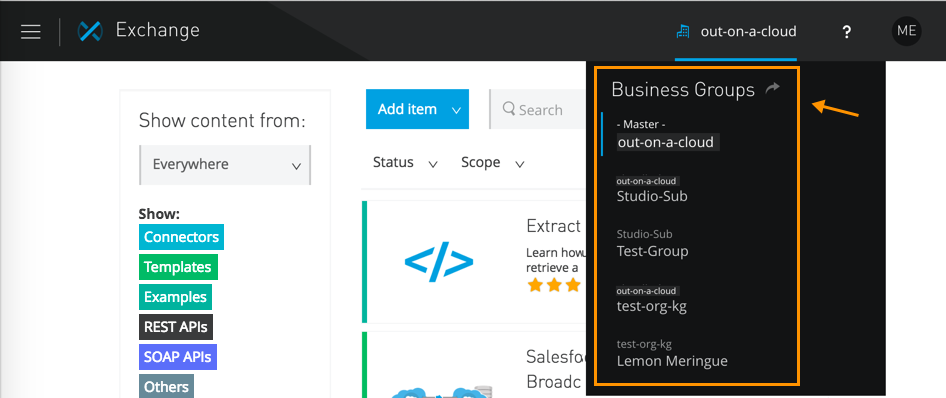 Exchange
out-on-a-cloud
?
ME
Show content from:
Everywhere
Show:
Connectors
Templates
Examples
REST APIs
SOAP APIs
Others
Add item
Search
Status
Scope
Extract
Learn how
retrieve a
Salesfo
Broadc
Business Groups
- Master -
out-on-a-cloud
out-on-a-cloud
Studio-Sub
Studio-Sub
Test-Group
out-on-a-cloud
test-org-kg
test-org-kg
Lemon Meringue